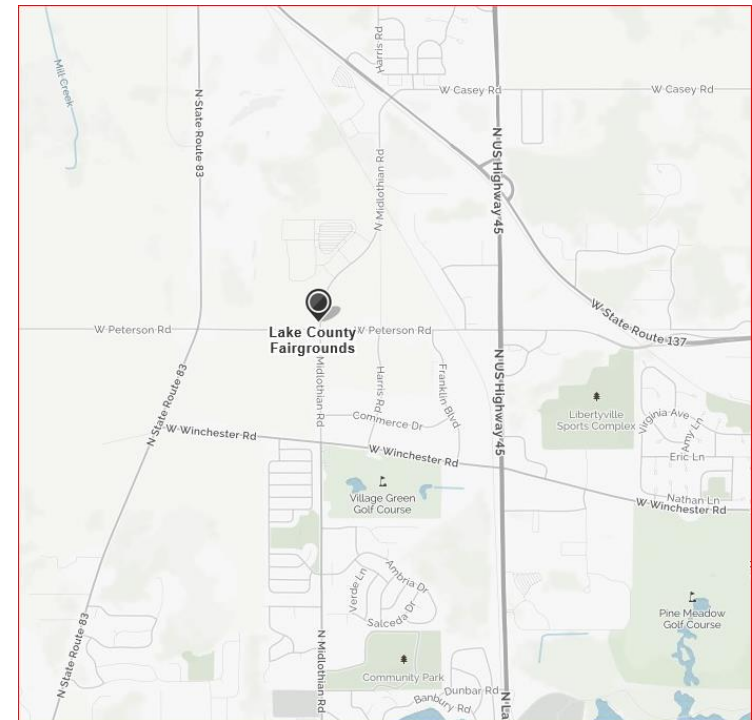 Mill Creek
N State Route 83
Harris Rd
W Casey Rd
W Casey Rd
N US Highway 45
N Midlothian Rd
W Peterson Rd
Lake County
Fairgrounds
W Peterson Rd
W State Route 137
N State Route 83
Midlothian Rd
Harris Rd
Franklin Blvd
N US Highway 45
Commerce Dr
Libertyville
Sports Complex
Virginia Ave
Amy Ln
Eric Ln
W Winchester Rd
W Winchester Rd
Nathan Ln
W Winchester Rd
Village Green
Golf Course
Verde Ln
Ambria Dr
Salceda Dr
Pine Meadow
Golf Course
N State Route 83
N Midlothian Rd
Community Park
Dunbar Rd
Banbury Rd
N La